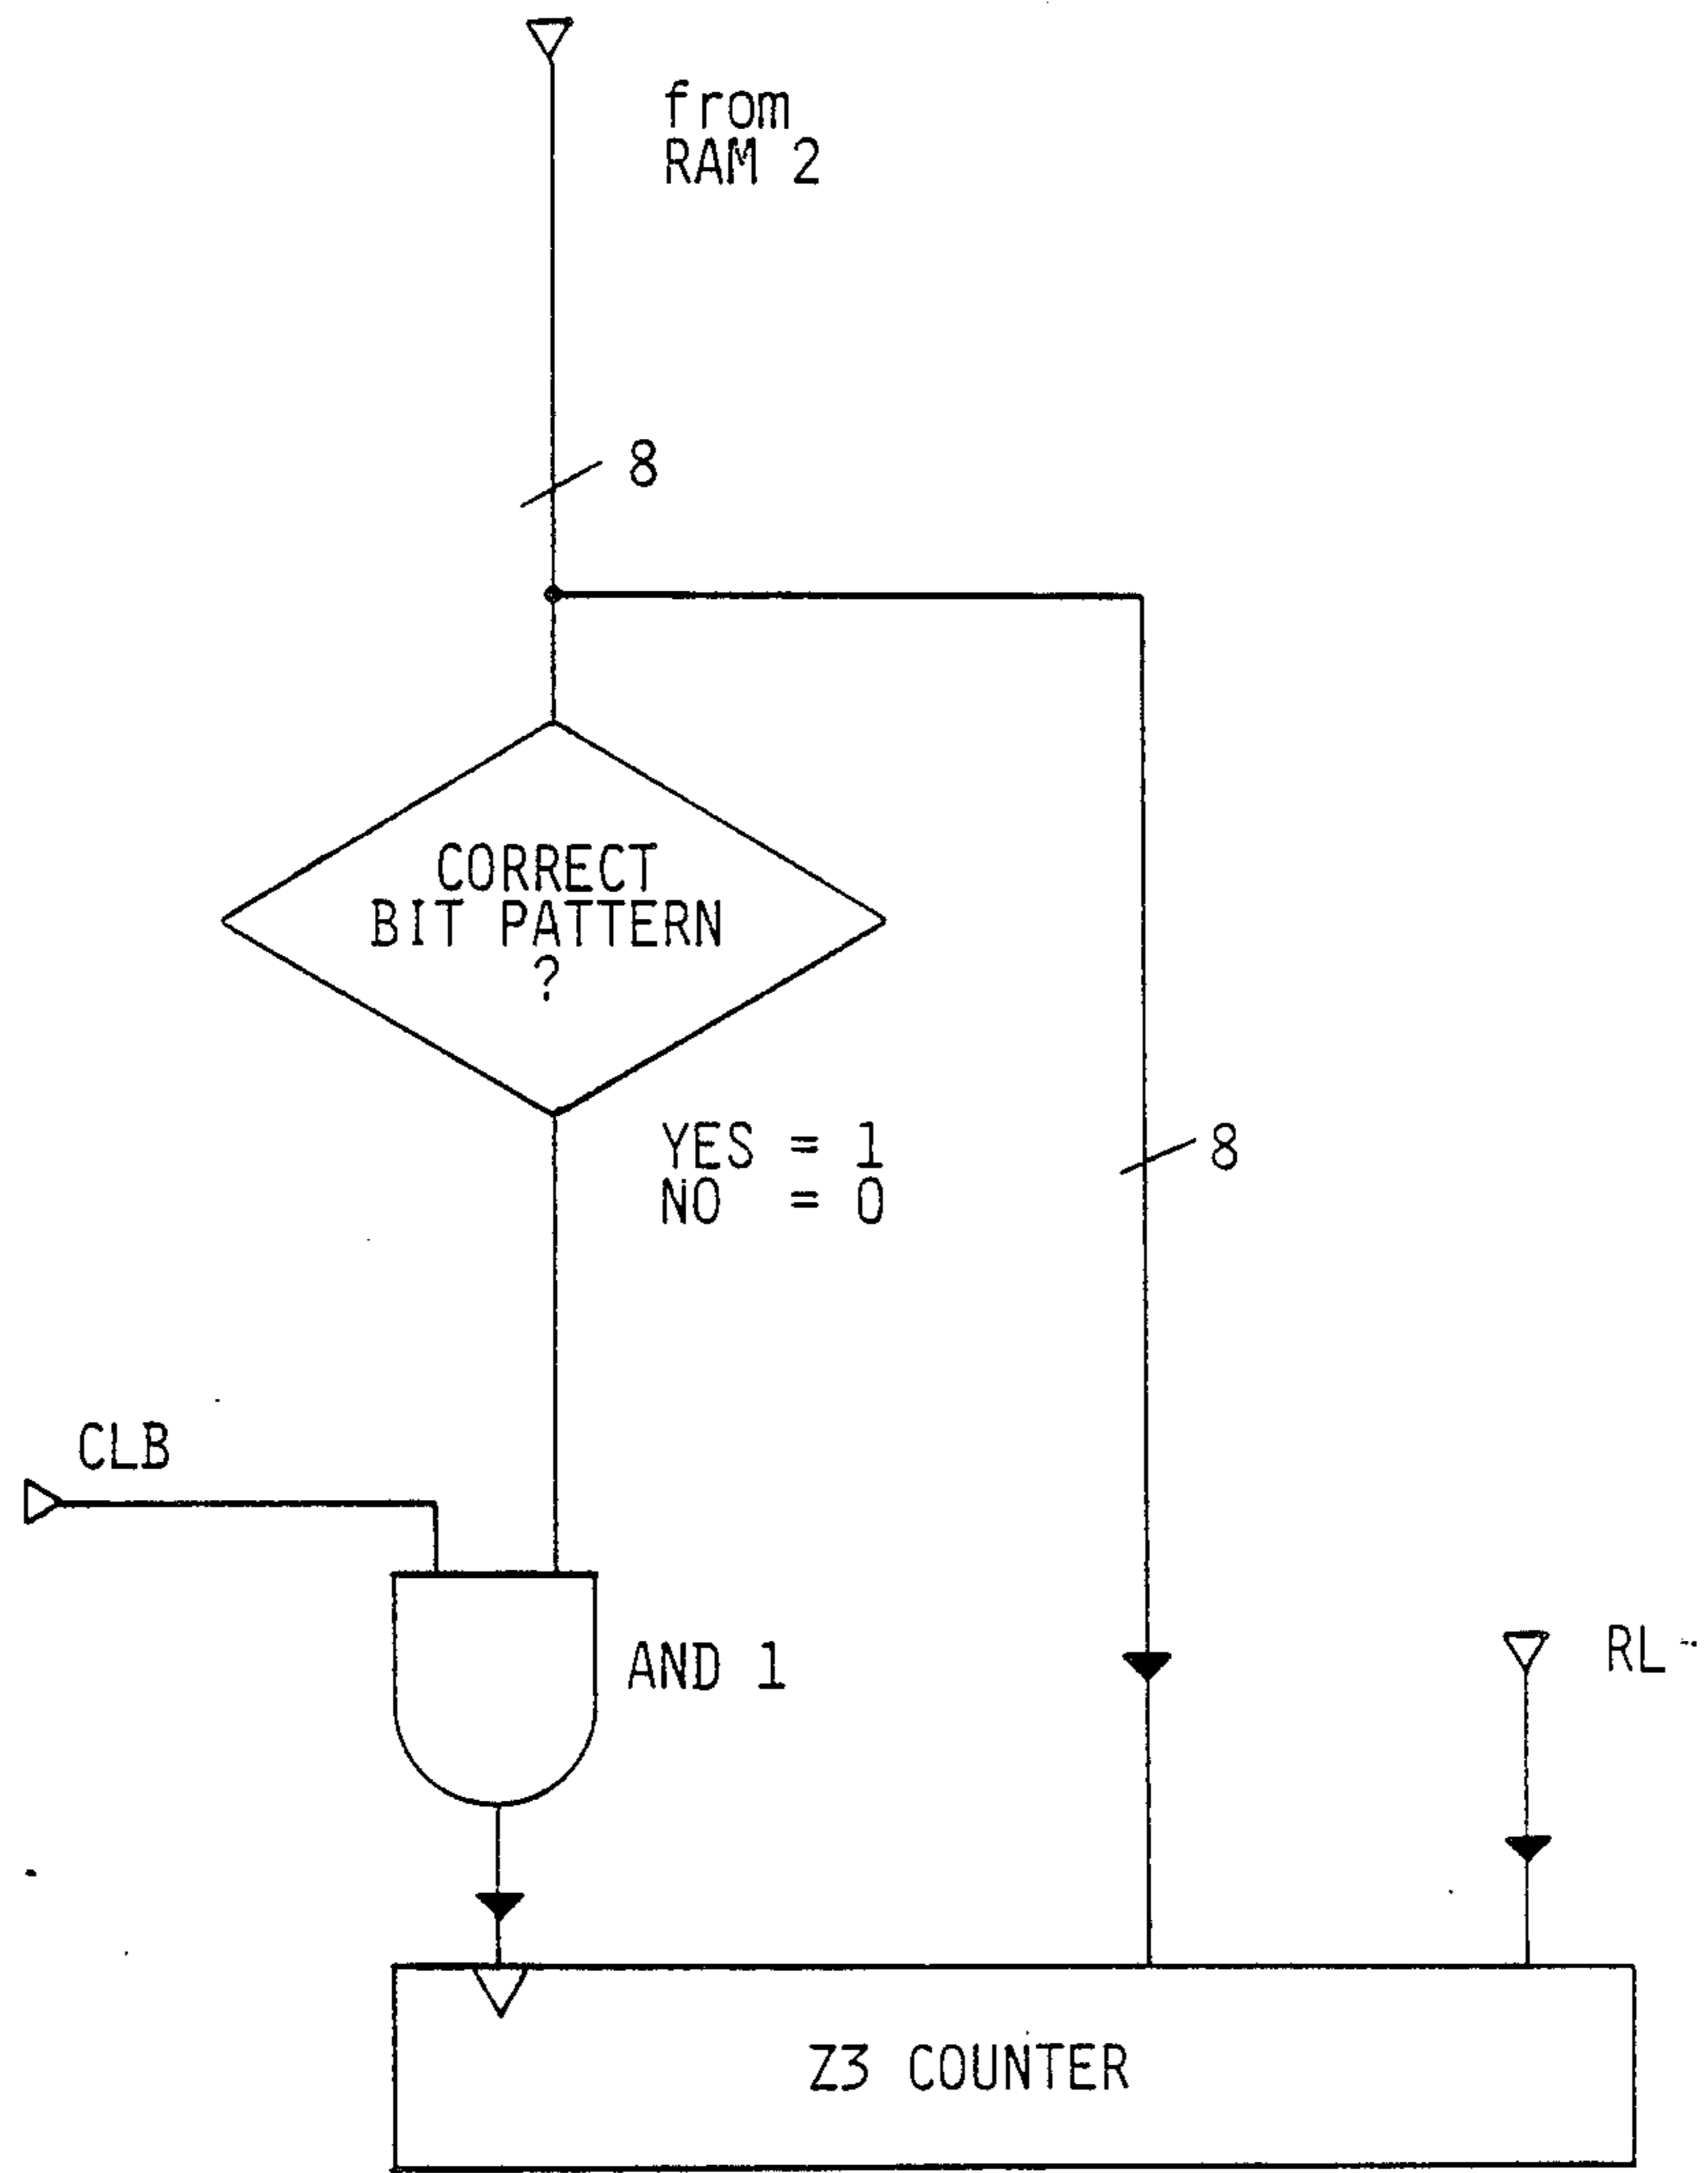 from
RAM 2
8
CORRECT
BIT PATTERN
?
YES = 1
NO = 0
8
CLB
AND 1
RL
Z3 COUNTER